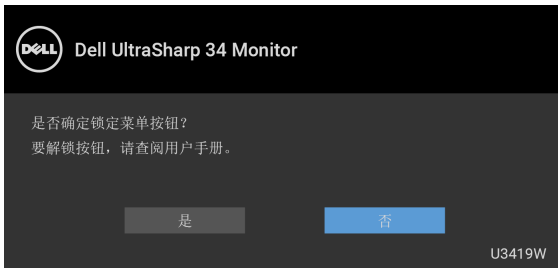 DELL
Dell UltraSharp 34 Monitor
是否确定锁定菜单按钮？
要解锁按钮，请查阅用户手册。
是
否
U3419W